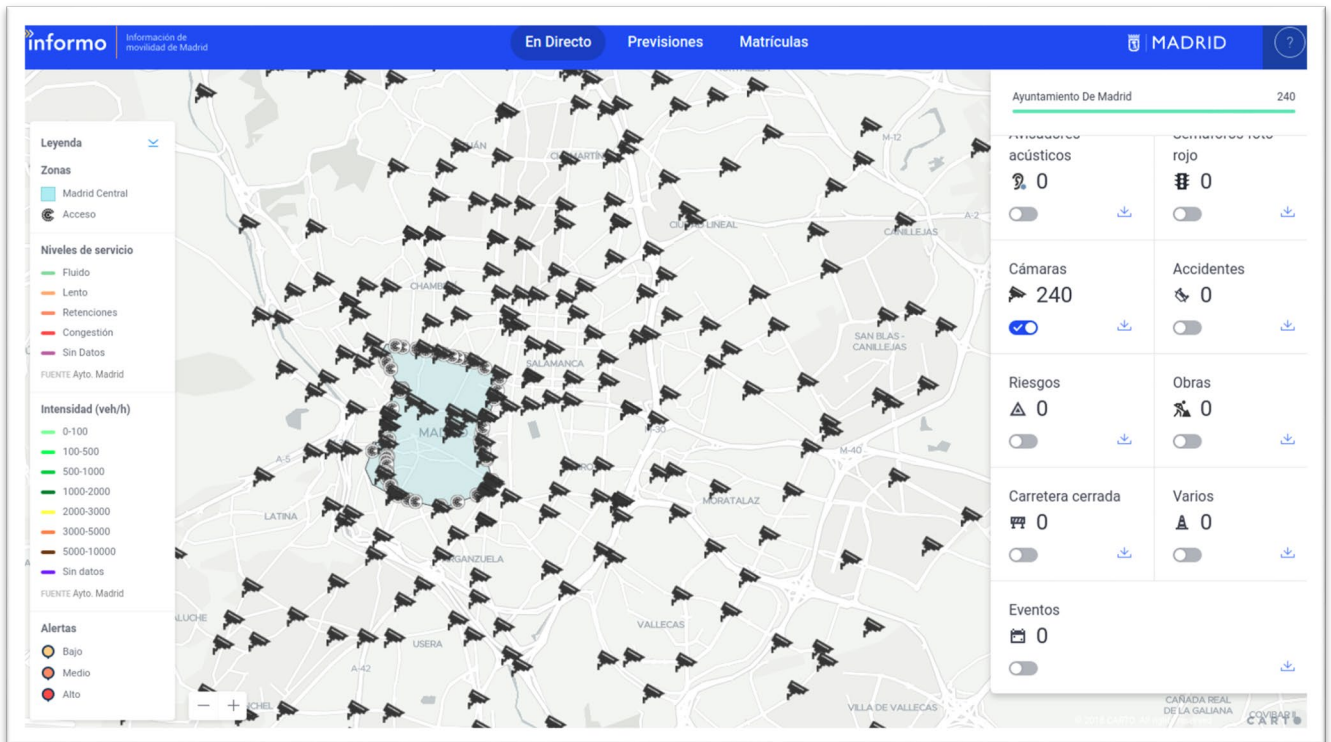 informo
Información de
movilidad de Madrid
En Directo
Previsiones
Matrículas
MADRID
?
Leyenda
Zonas
Madrid Central
Acceso
Niveles de servicio
Fluido
Lento
Retenciones
Congestión
Sin Datos
FUENTE Ayto. Madrid
Intensidad (veh/h)
0-100
100-500
500-1000
1000-2000
2000-3000
3000-5000
5000-10000
Sin datos
FUENTE Ayto. Madrid
Alertas
Bajo
Medio
Alto
M-12
A-2
CANILLEJAS
SAN BLAS -
CANILLEJAS
SALAMANCA
A-5
M-40
LATINA
MORATALAZ
VALLECAS
USERA
A-42
VILLA DE VALLECAS
CAÑADA REAL
DE LA GALIANA
CARTO
Ayuntamiento De Madrid 240
acústicos
0
rojo
0
Cámaras
240
Accidentes
0
Riesgos
0
Obras
0
Carretera cerrada
0
Varios
0
Eventos
0